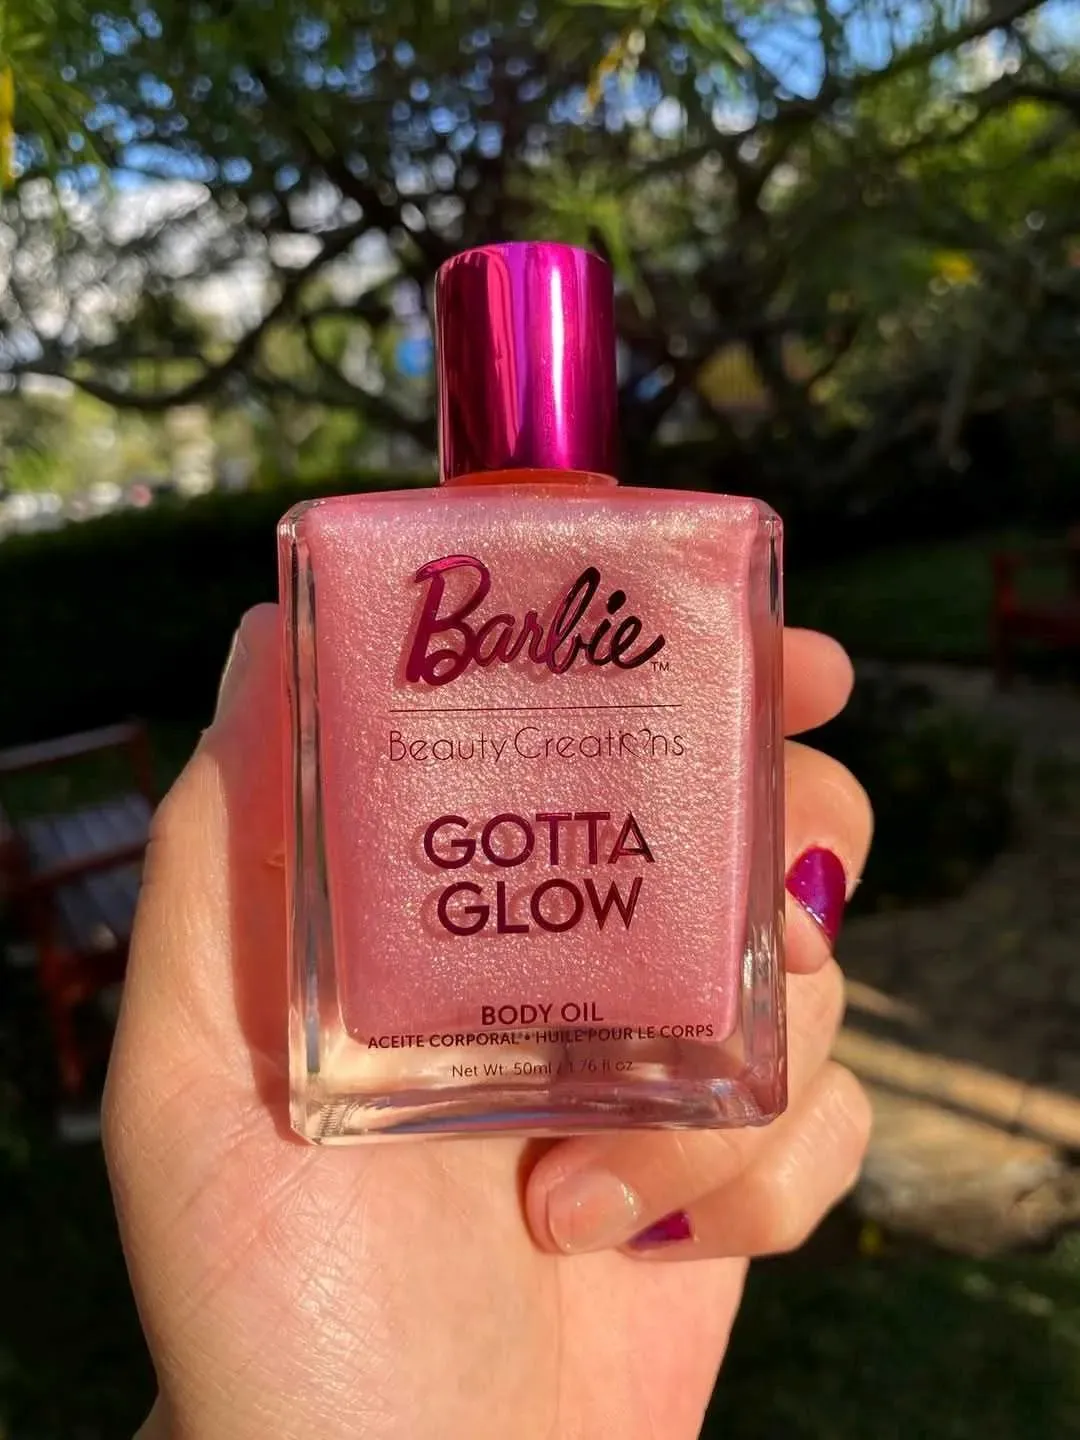 Barbie™
Beauty Creations
GOTTA
GLOW
BODY OIL
ACEITE CORPORAL • HUILE POUR LE CORPS
Net Wt. 50ml / 1.76 fl oz